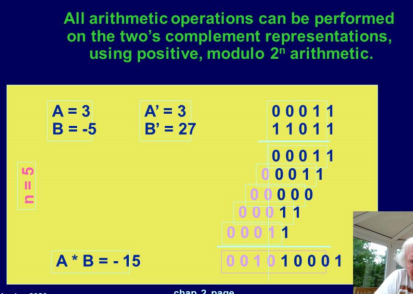 All arithmetic operations can be performed
on the two's complement representations,
using positive, modulo 2ⁿ arithmetic.
A = 3 A' = 3 0 0 0 1 1
B = -5 B' = 27 1 1 0 1 1
0 0 0 1 1
0 0 0 1 1
0 0 0 0 0
0 0 0 1 1
0 0 0 1 1
n = 5
A * B = - 15 0 0 1 0 1 0 0 0 1
chap 2 page